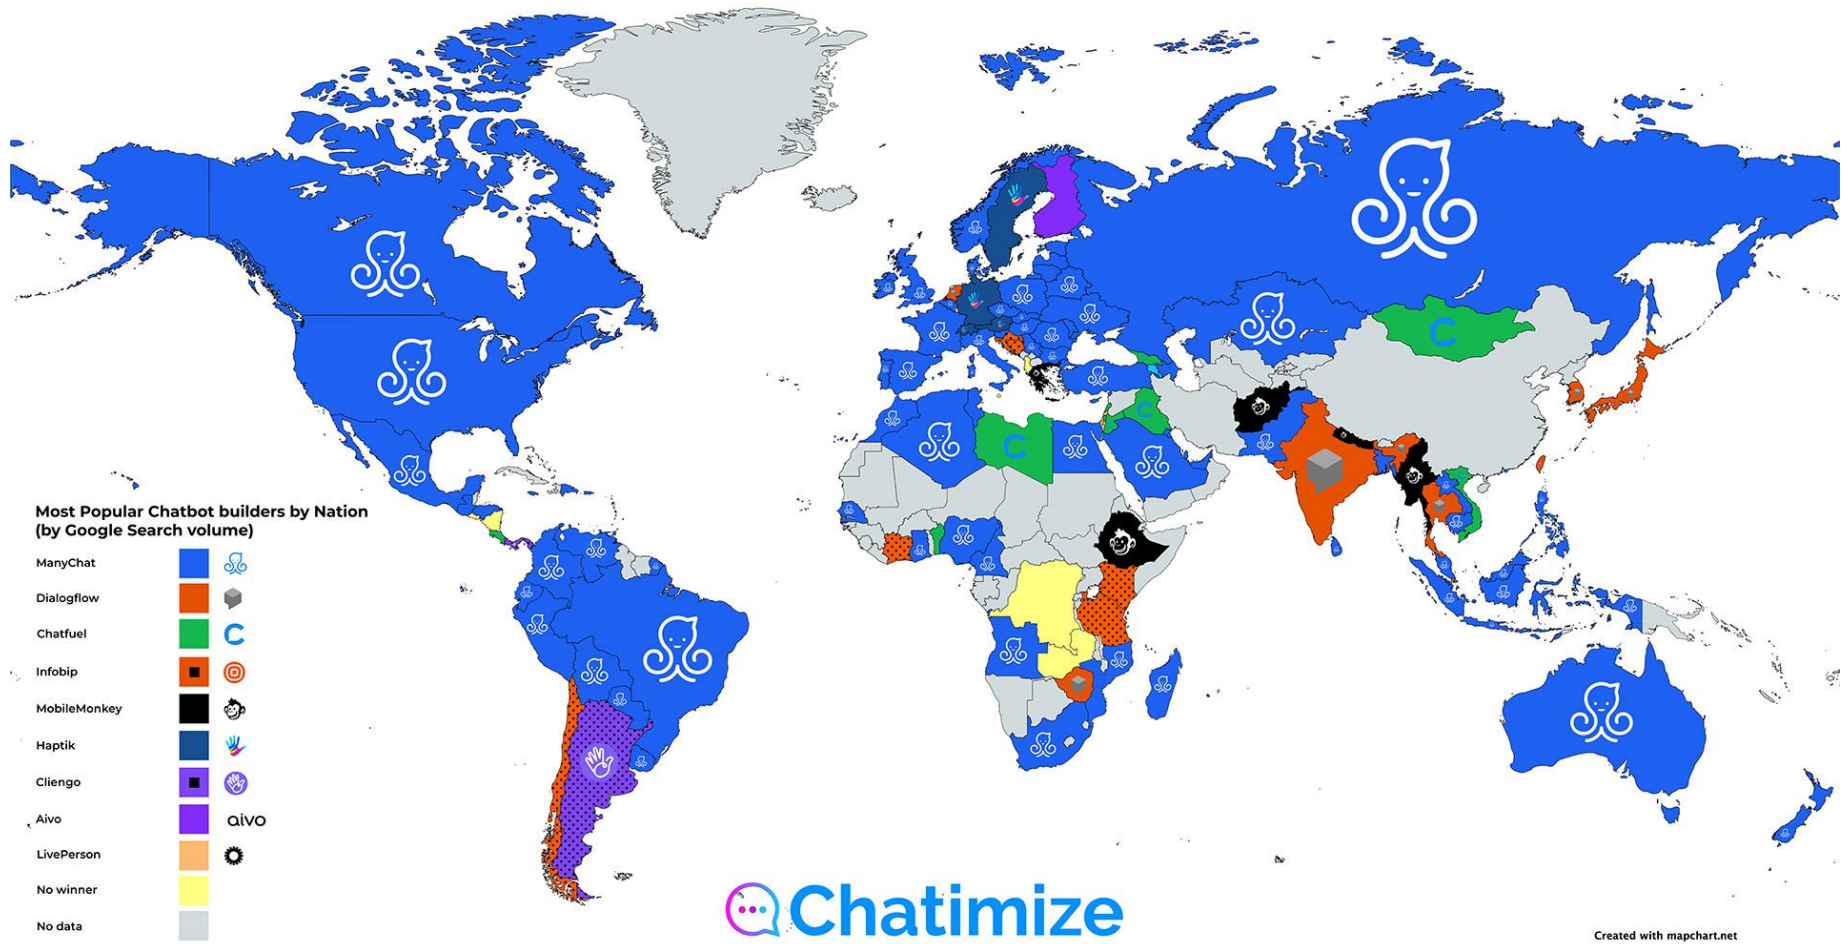 Most Popular Chatbot builders by Nation
(by Google Search volume)
ManyChat
Dialogflow
Chatfuel
Infobip
MobileMonkey
Haptik
Cliengo
Aivo
aivo
LivePerson
No winner
No data
Chatimize
Created with mapchart.net